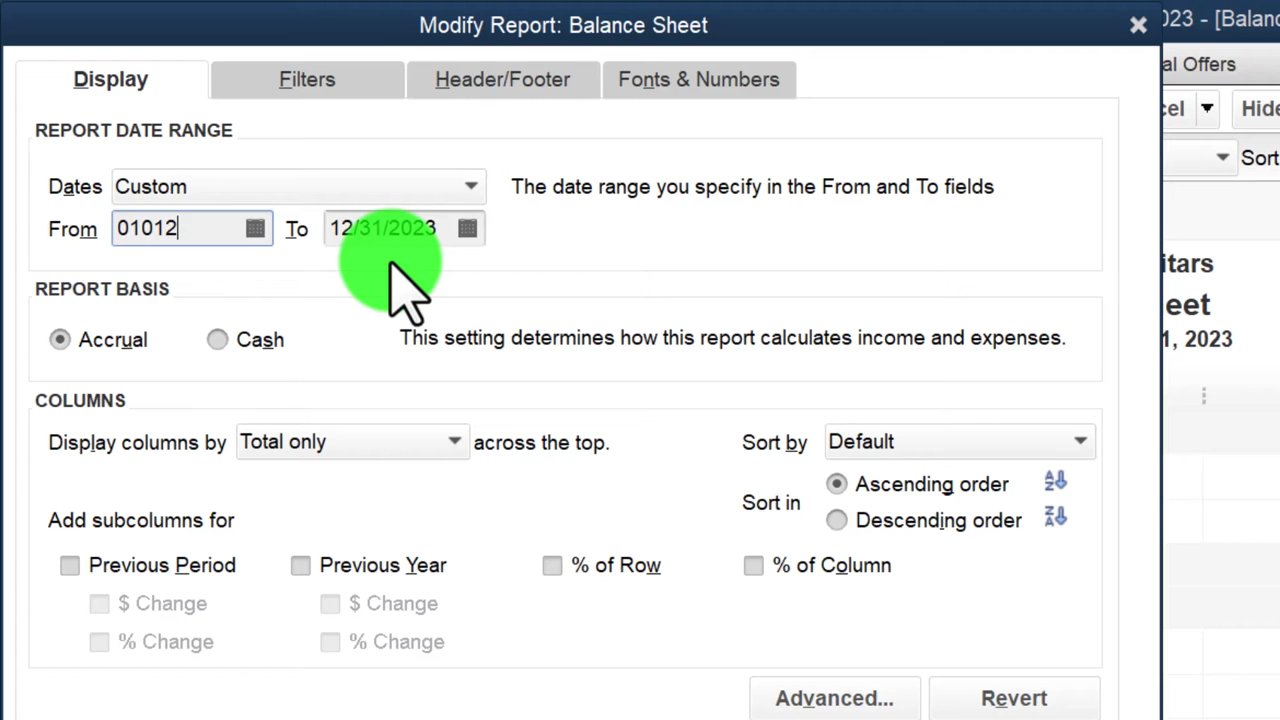 Modify Report: Balance Sheet
023 - [Balanc
Display Filters Header/Footer Fonts & Numbers
al Offers
cel Hide
Sort
REPORT DATE RANGE
Dates Custom The date range you specify in the From and To fields
From 01012 To 12/31/2023
itars
eet
1, 2023
REPORT BASIS
Accrual Cash This setting determines how this report calculates income and expenses.
COLUMNS
Display columns by Total only across the top. Sort by Default
Sort in Ascending order
Descending order
Add subcolumns for
Previous Period Previous Year % of Row % of Column
$ Change $ Change
% Change % Change
Advanced... Revert